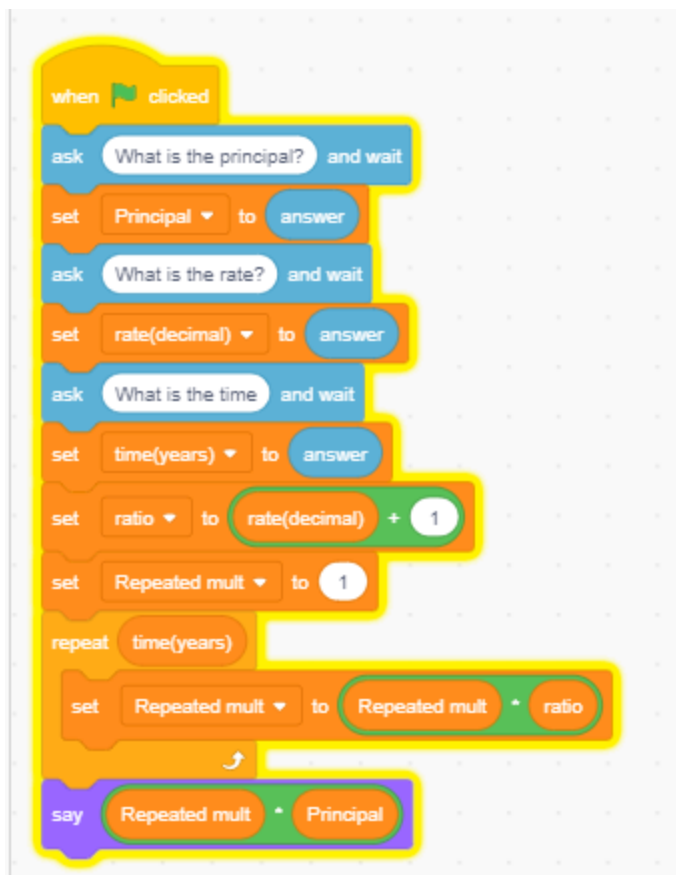 when clicked
ask What is the principal? and wait
set Principal to answer
ask What is the rate? and wait
set rate(decimal) to answer
ask What is the time and wait
set time(years) to answer
set ratio to rate(decimal) + 1
set Repeated mult to 1
repeat time(years)
set Repeated mult to Repeated mult * ratio
say Repeated mult * Principal